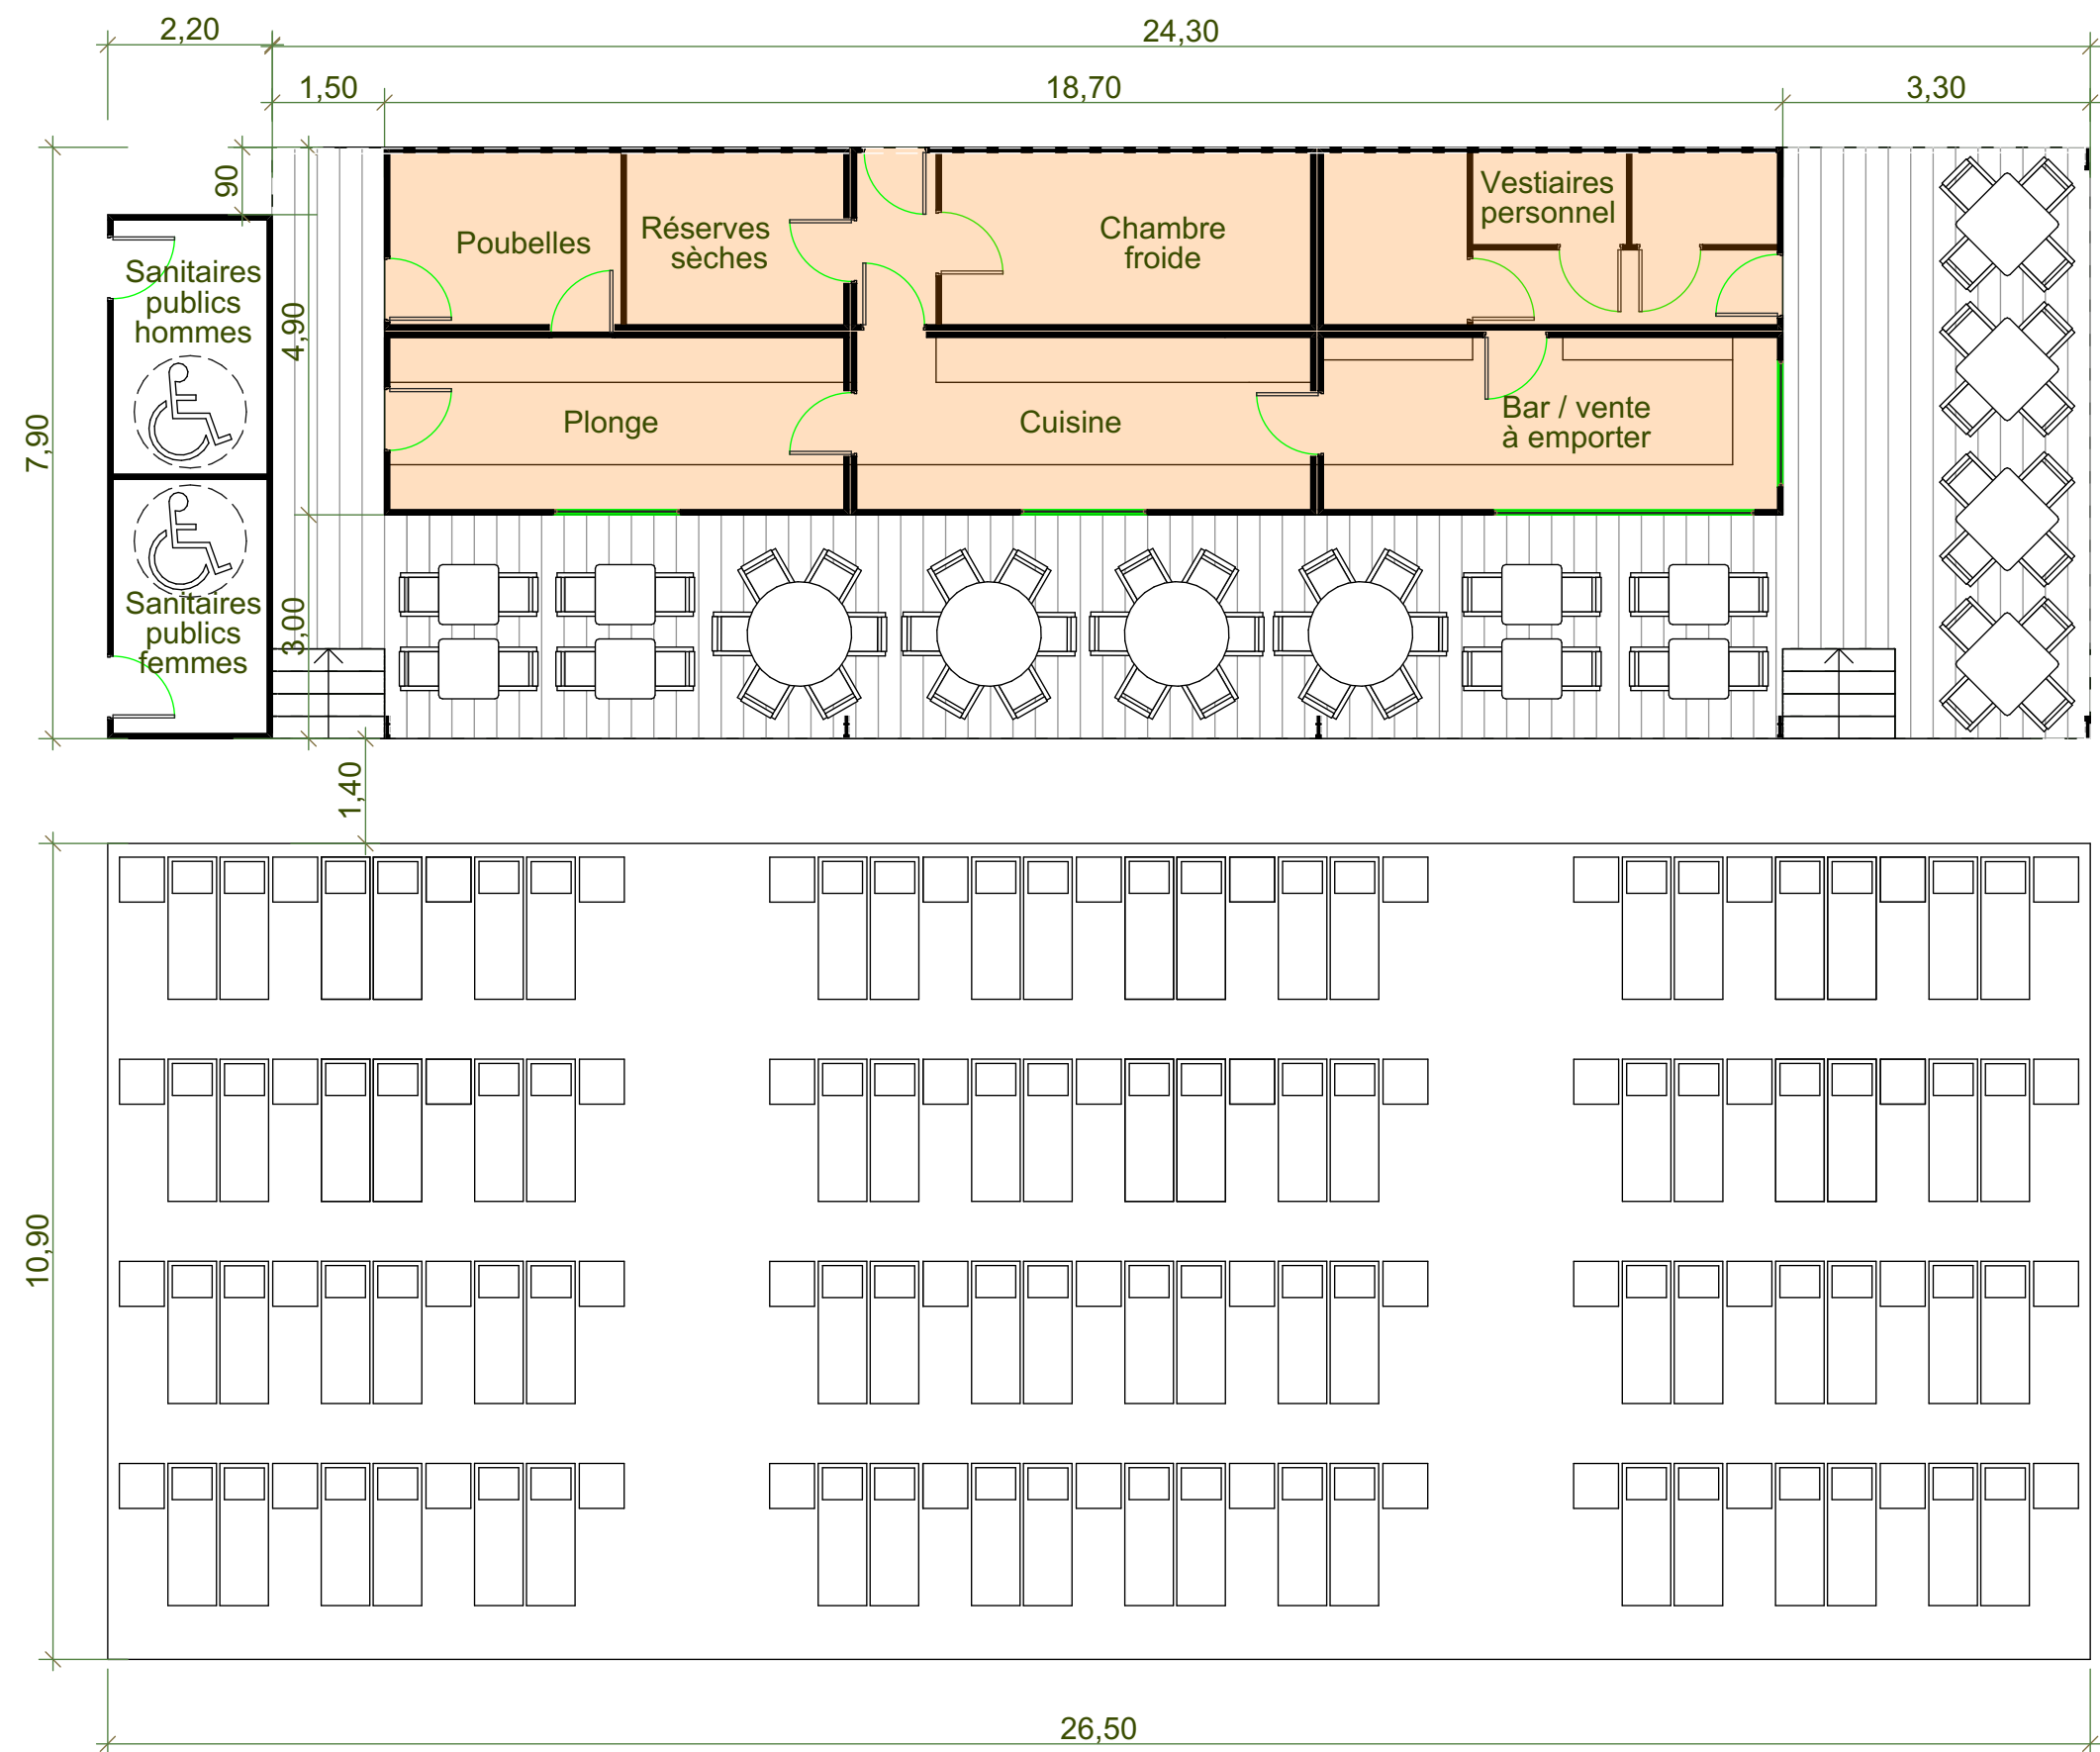 2,20
24,30
1,50
18,70
3,30
90
Vestiaires
personnel
Poubelles
Réserves
sèches
Chambre
froide
Sanitaires
publics
hommes
4,90
7,90
Plonge
Cuisine
Bar / vente
à emporter
Sanitaires
publics
femmes
3,00
1,40
10,90
26,50